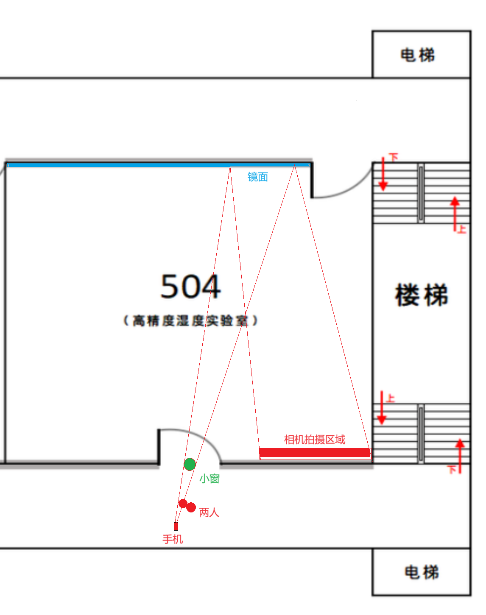 电梯
下
镜面
上
504
（高精度湿度实验室）
楼梯
上
相机拍摄区域
下
小窗
两人
手机
电梯